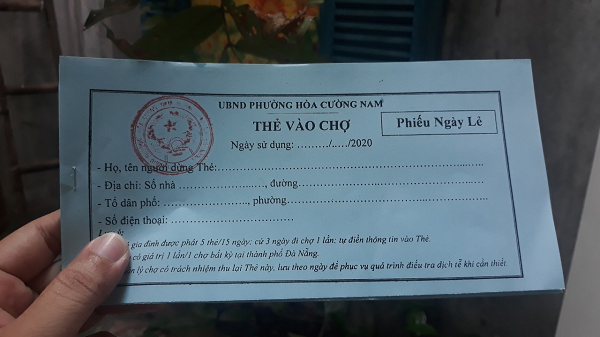 UBND PHƯỜNG HÒA CƯỜNG NAM
THẺ VÀO CHỢ
Phiếu Ngày Lẻ
Ngày sử dụng: ………/…../2020
- Họ, tên người dùng Thẻ:……………………………………………..…..
- Địa chỉ: Số nhà …………….…..., đường……………………………..…..
- Tổ dân phố: ………………..…., phường……………………………..…..
- Số điện thoại: ………………………….
gia đình được phát 5 thẻ/15 ngày: cứ 3 ngày đi chợ 1 lần: tự điền thông tin vào Thẻ.
có giá trị 1 lần/1 chợ bất kỳ tại thành phố Đà Nẵng.
lý chợ có trách nhiệm thu lại Thẻ này, lưu theo ngày để phục vụ quá trình điều tra dịch tễ khi cần thiết.